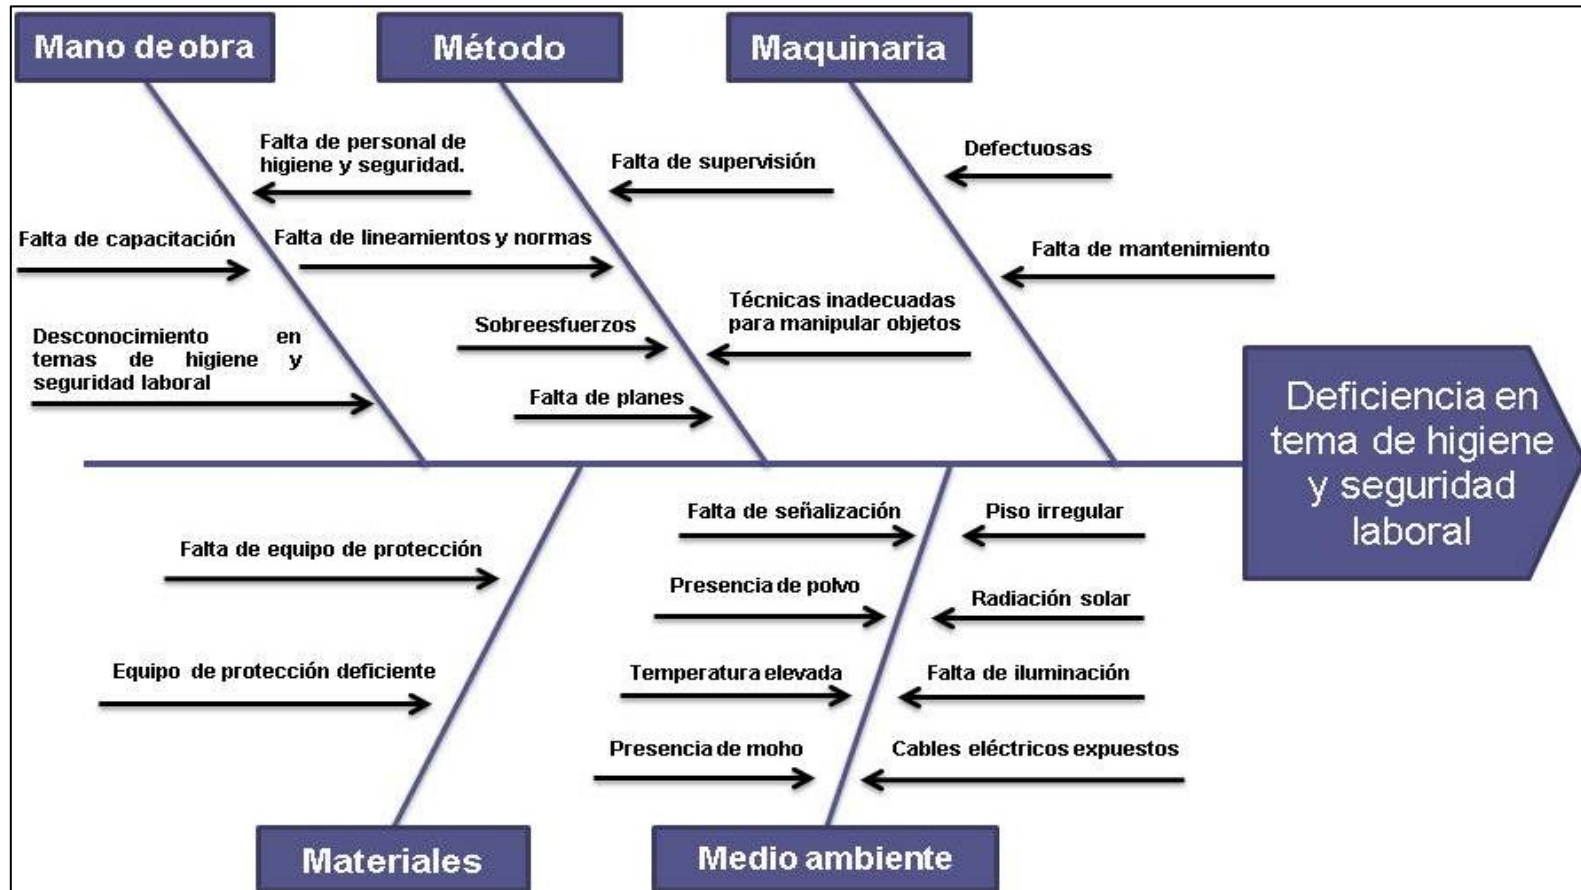 Mano de obra
Método
Maquinaria
Falta de personal de
higiene y seguridad.
Falta de capacitación
Desconocimiento en
temas de higiene y
seguridad laboral
Falta de supervisión
Falta de lineamientos y normas
Sobreesfuerzos
Técnicas inadecuadas
para manipular objetos
Falta de planes
Defectuosas
Falta de mantenimiento
Deficiencia en
tema de higiene
y seguridad
laboral
Falta de equipo de protección
Equipo de protección deficiente
Falta de señalización
Piso irregular
Presencia de polvo
Radiación solar
Temperatura elevada
Falta de iluminación
Presencia de moho
Cables eléctricos expuestos
Materiales
Medio ambiente